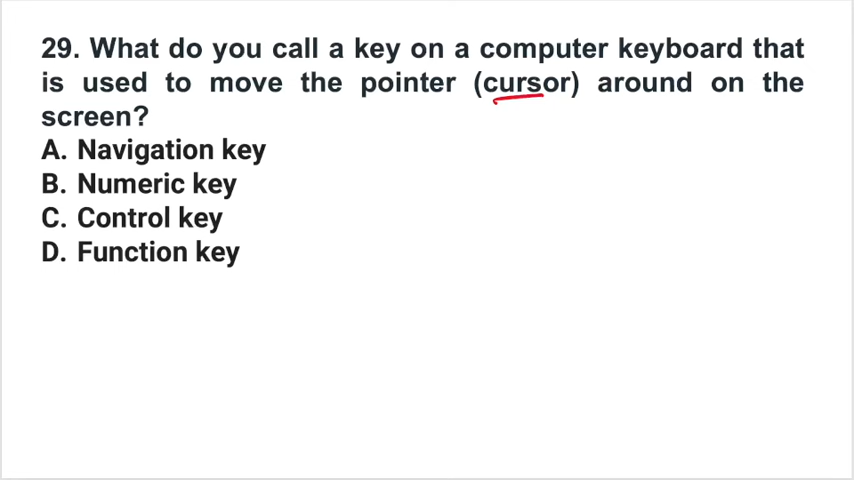 29. What do you call a key on a computer keyboard that
is used to move the pointer (cursor) around on the
screen?
A. Navigation key
B. Numeric key
C. Control key
D. Function key